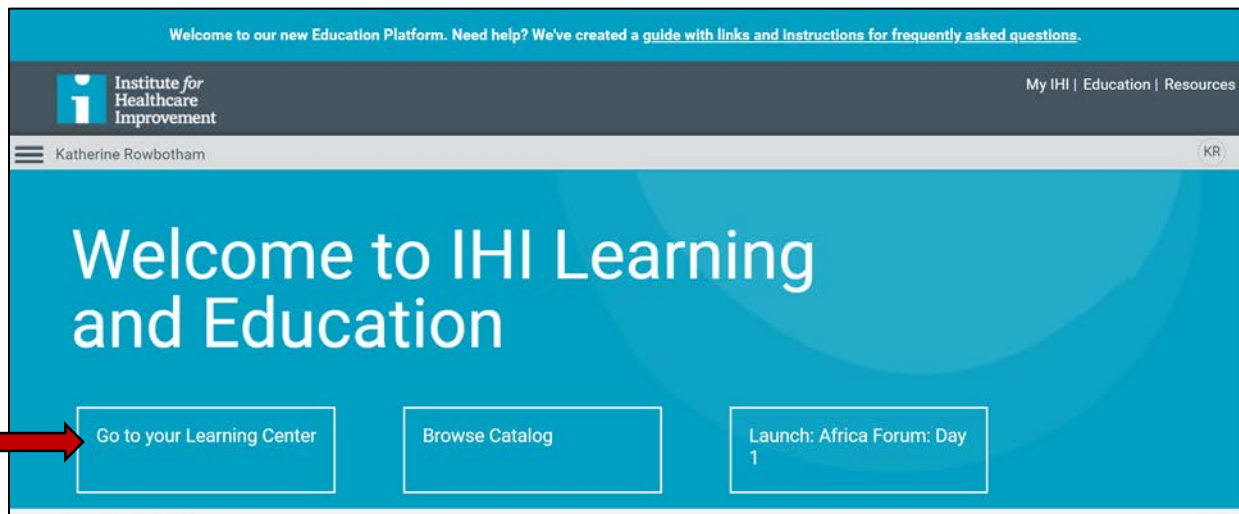 Welcome to our new Education Platform. Need help? We've created a guide with links and instructions for frequently asked questions.
Institute for
Healthcare
Improvement
My IHI | Education | Resources
Katherine Rowbotham
KR
Welcome to IHI Learning
and Education
Go to your Learning Center
Browse Catalog
Launch: Africa Forum: Day
1